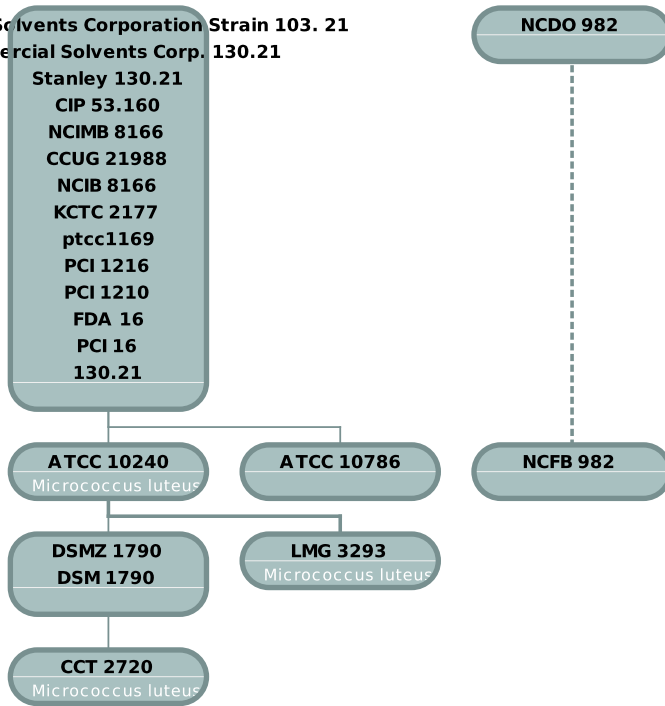 Solvents Corporation Strain 103. 21
ercial Solvents Corp. 130.21
Stanley 130.21
CIP 53.160
NCIMB 8166
CCUG 21988
NCIB 8166
KCTC 2177
ptcc1169
PCI 1216
PCI 1210
FDA 16
PCI 16
130.21
NCDO 982
ATCC 10240
Micrococcus luteus
ATCC 10786
NCFB 982
DSMZ 1790
DSM 1790
LMG 3293
Micrococcus luteus
CCT 2720
Micrococcus luteus